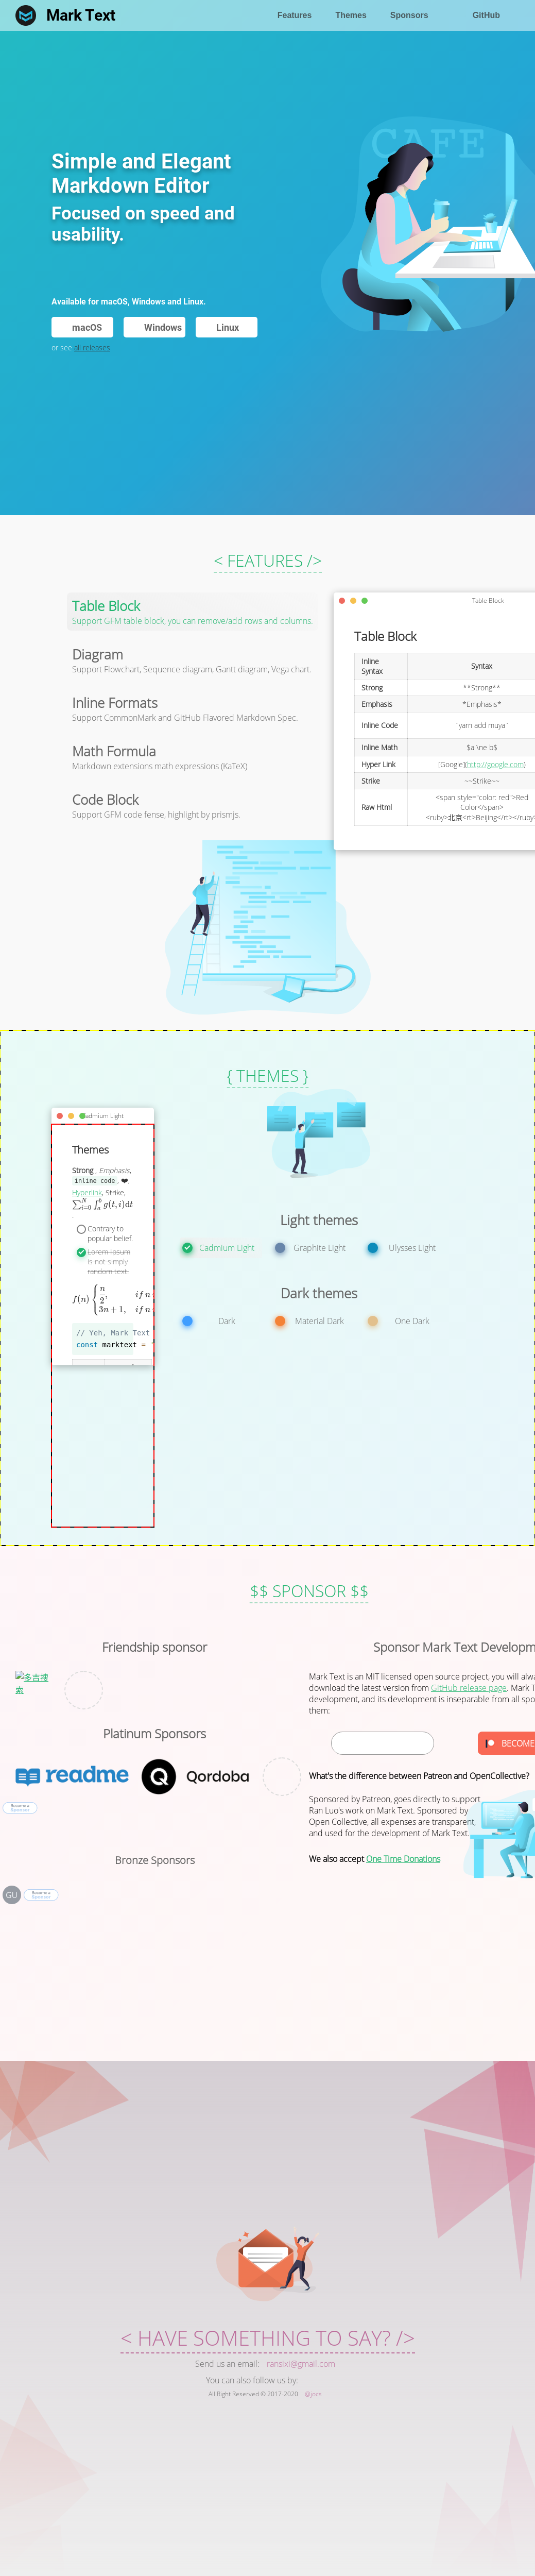 Mark Text
Features Themes Sponsors GitHub
CAFE
Simple and Elegant
Markdown Editor
Focused on speed and
usability.
Available for macOS, Windows and Linux.
macOS Windows Linux
or see all releases
< FEATURES />
Table Block
Support GFM table block, you can remove/add rows and columns.
Diagram
Support Flowchart, Sequence diagram, Gantt diagram, Vega chart.
Inline Formats
Support CommonMark and GitHub Flavored Markdown Spec.
Math Formula
Markdown extensions math expressions (KaTeX)
Code Block
Support GFM code fense, highlight by prismjs.
Table Block
Table Block
Inline Syntax
Syntax
Strong **Strong**
Emphasis *Emphasis*
Inline Code `yarn add muya`
Inline Math $a \ne b$
Hyper Link [Google](http://google.com)
Strike ~~Strike~~
Raw Html
<span style="color: red">Red
Color</span>
<ruby>北京<rt>Beijing</rt></ruby>
{ THEMES }
Cadmium Light
Themes
Strong , Emphasis,
inline code , ❤️,
Hyperlink, Strike,
∑_{i=0}^{N} ∫_a^b g(t, i)dt
Contrary to
popular belief.
Lorem Ipsum
is not simply
random text.
f(n) { n/2, if n
3n + 1, if n
// Yeh, Mark Text
const marktext =
Light themes
Cadmium Light Graphite Light Ulysses Light
Dark themes
Dark Material Dark One Dark
$$ SPONSOR $$
Friendship sponsor
多吉搜
索
Platinum Sponsors
readme Qordoba
Become a
Sponsor
Bronze Sponsors
GU
Become a
Sponsor
Sponsor Mark Text Developm
Mark Text is an MIT licensed open source project, you will alwa
download the latest version from GitHub release page. Mark T
development, and its development is inseparable from all spo
them:
BECOME
What's the difference between Patreon and OpenCollective?
Sponsored by Patreon, goes directly to support
Ran Luo's work on Mark Text. Sponsored by
Open Collective, all expenses are transparent,
and used for the development of Mark Text.
We also accept One Time Donations
< HAVE SOMETHING TO SAY? />
Send us an email: ransixi@gmail.com
You can also follow us by:
All Right Reserved © 2017-2020 @Jocs